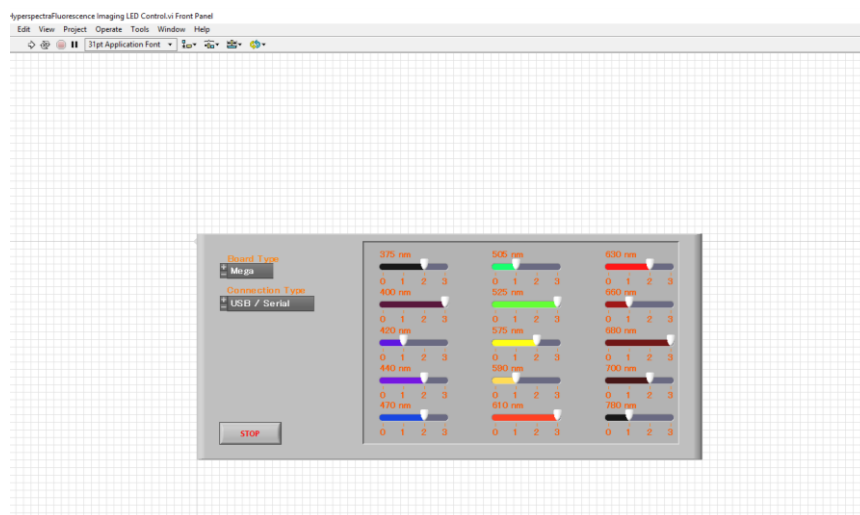 HyperspectraFluorescence Imaging LED Control.vi Front Panel
Edit View Project Operate Tools Window Help
31pt Application Font
Board Type
Mega
Connection Type
USB / Serial
STOP
375 nm
0 1 2 3
400 nm
0 1 2 3
420 nm
0 1 2 3
440 nm
0 1 2 3
470 nm
0 1 2 3
505 nm
0 1 2 3
525 nm
0 1 2 3
575 nm
0 1 2 3
590 nm
0 1 2 3
610 nm
0 1 2 3
630 nm
0 1 2 3
660 nm
0 1 2 3
680 nm
0 1 2 3
700 nm
0 1 2 3
780 nm
0 1 2 3